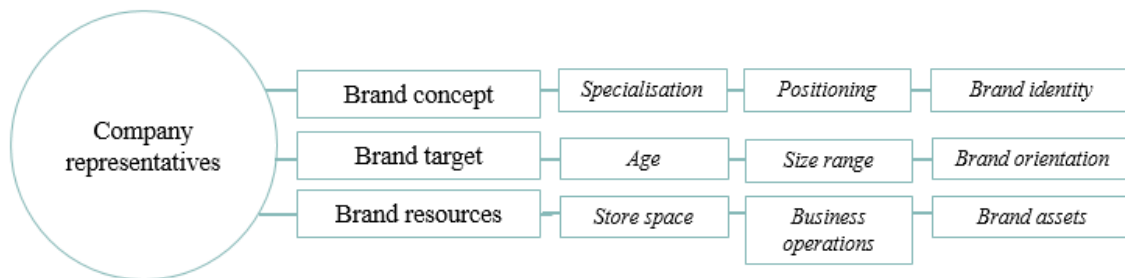 Company
representatives
Brand concept
Specialisation
Positioning
Brand identity
Brand target
Age
Size range
Brand orientation
Brand resources
Store space
Business
operations
Brand assets